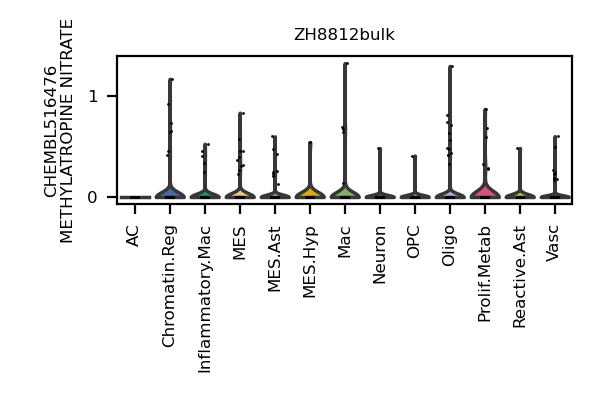 ZH8812bulk
CHEMBL516476
METHYLATROPINE NITRATE
1
0
AC
Chromatin.Reg
Inflammatory.Mac
MES
MES.Ast
MES.Hyp
Mac
Neuron
OPC
Oligo
Prolif.Metab
Reactive.Ast
Vasc